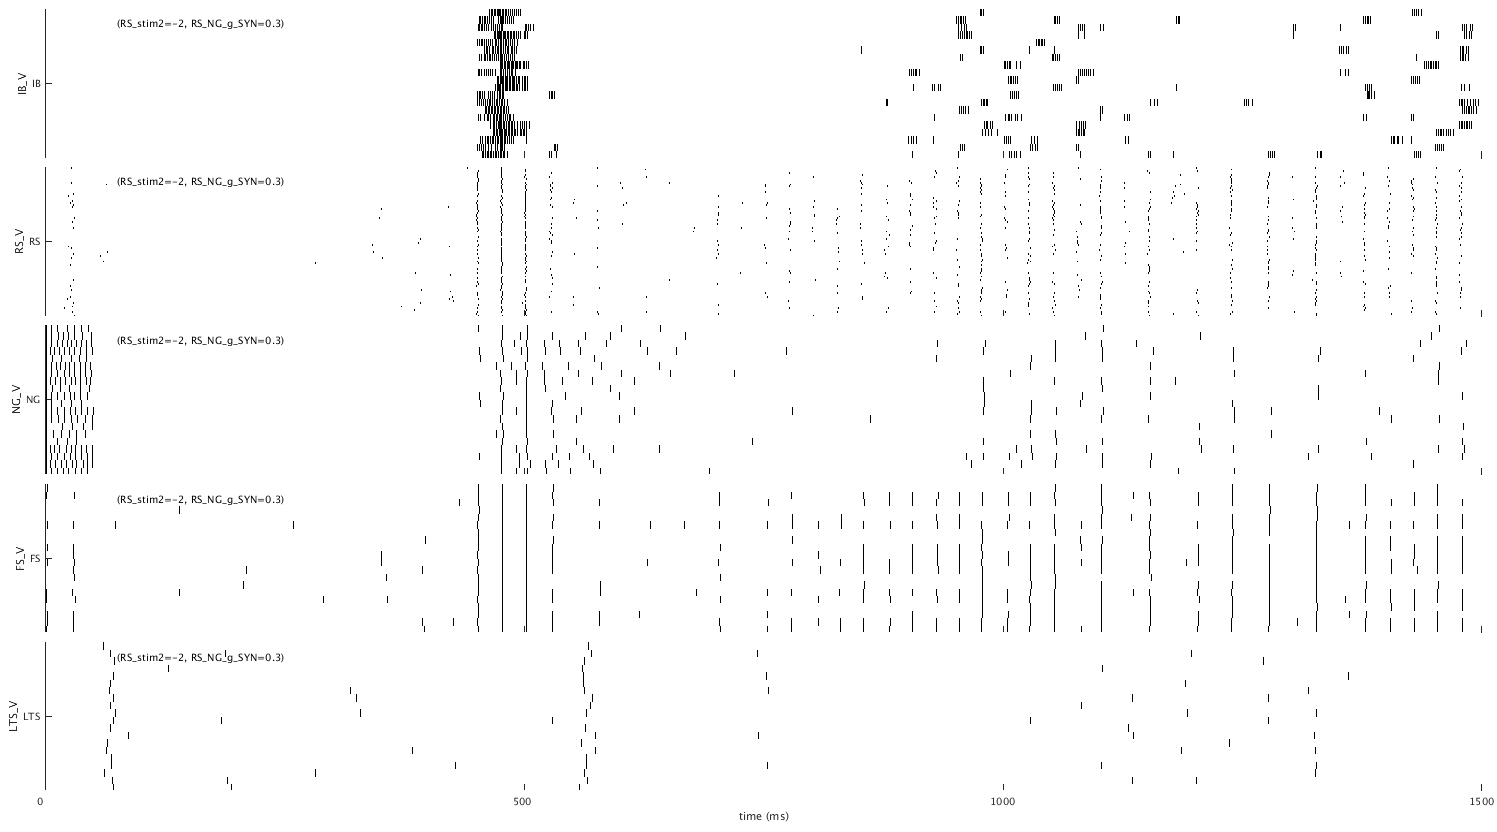 (RS_stim2=-2, RS_NG_g_SYN=0.3)
IB_V
IB
(RS_stim2=-2, RS_NG_g_SYN=0.3)
RS_V
RS
(RS_stim2=-2, RS_NG_g_SYN=0.3)
NG_V
NG
(RS_stim2=-2, RS_NG_g_SYN=0.3)
FS_V
FS
(RS_stim2=-2, RS_NG_g_SYN=0.3)
LTS_V
LTS
0 500 1000 1500
time (ms)